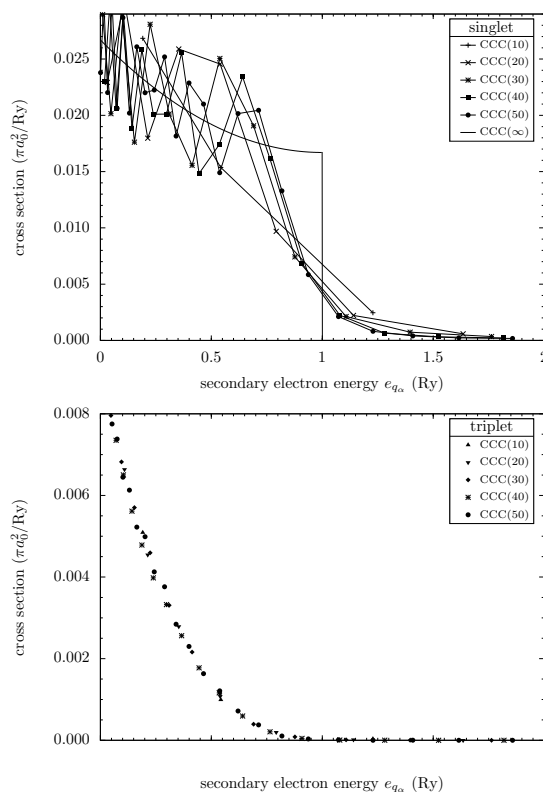 singlet
CCC(10)
CCC(20)
CCC(30)
CCC(40)
CCC(50)
CCC(∞)
0.025
0.020
0.015
0.010
0.005
0.000
cross section (πa₀²/Ry)
0 0.5 1 1.5 2
secondary electron energy e_{qα} (Ry)
triplet
CCC(10)
CCC(20)
CCC(30)
CCC(40)
CCC(50)
0.008
0.006
0.004
0.002
0.000
cross section (πa₀²/Ry)
secondary electron energy e_{qα} (Ry)